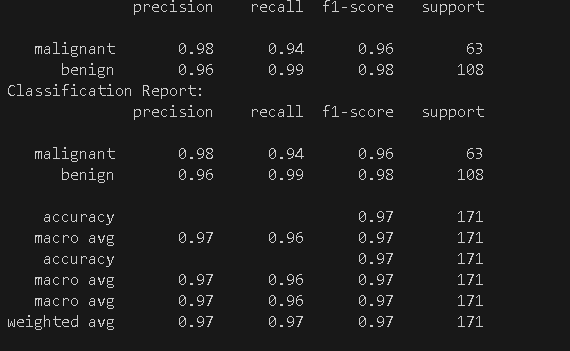 precision recall f1-score support
malignant 0.98 0.94 0.96 63
benign 0.96 0.99 0.98 108
Classification Report:
precision recall f1-score support
malignant 0.98 0.94 0.96 63
benign 0.96 0.99 0.98 108
accuracy 0.97 171
macro avg 0.97 0.96 0.97 171
accuracy 0.97 171
macro avg 0.97 0.96 0.97 171
macro avg 0.97 0.96 0.97 171
weighted avg 0.97 0.97 0.97 171